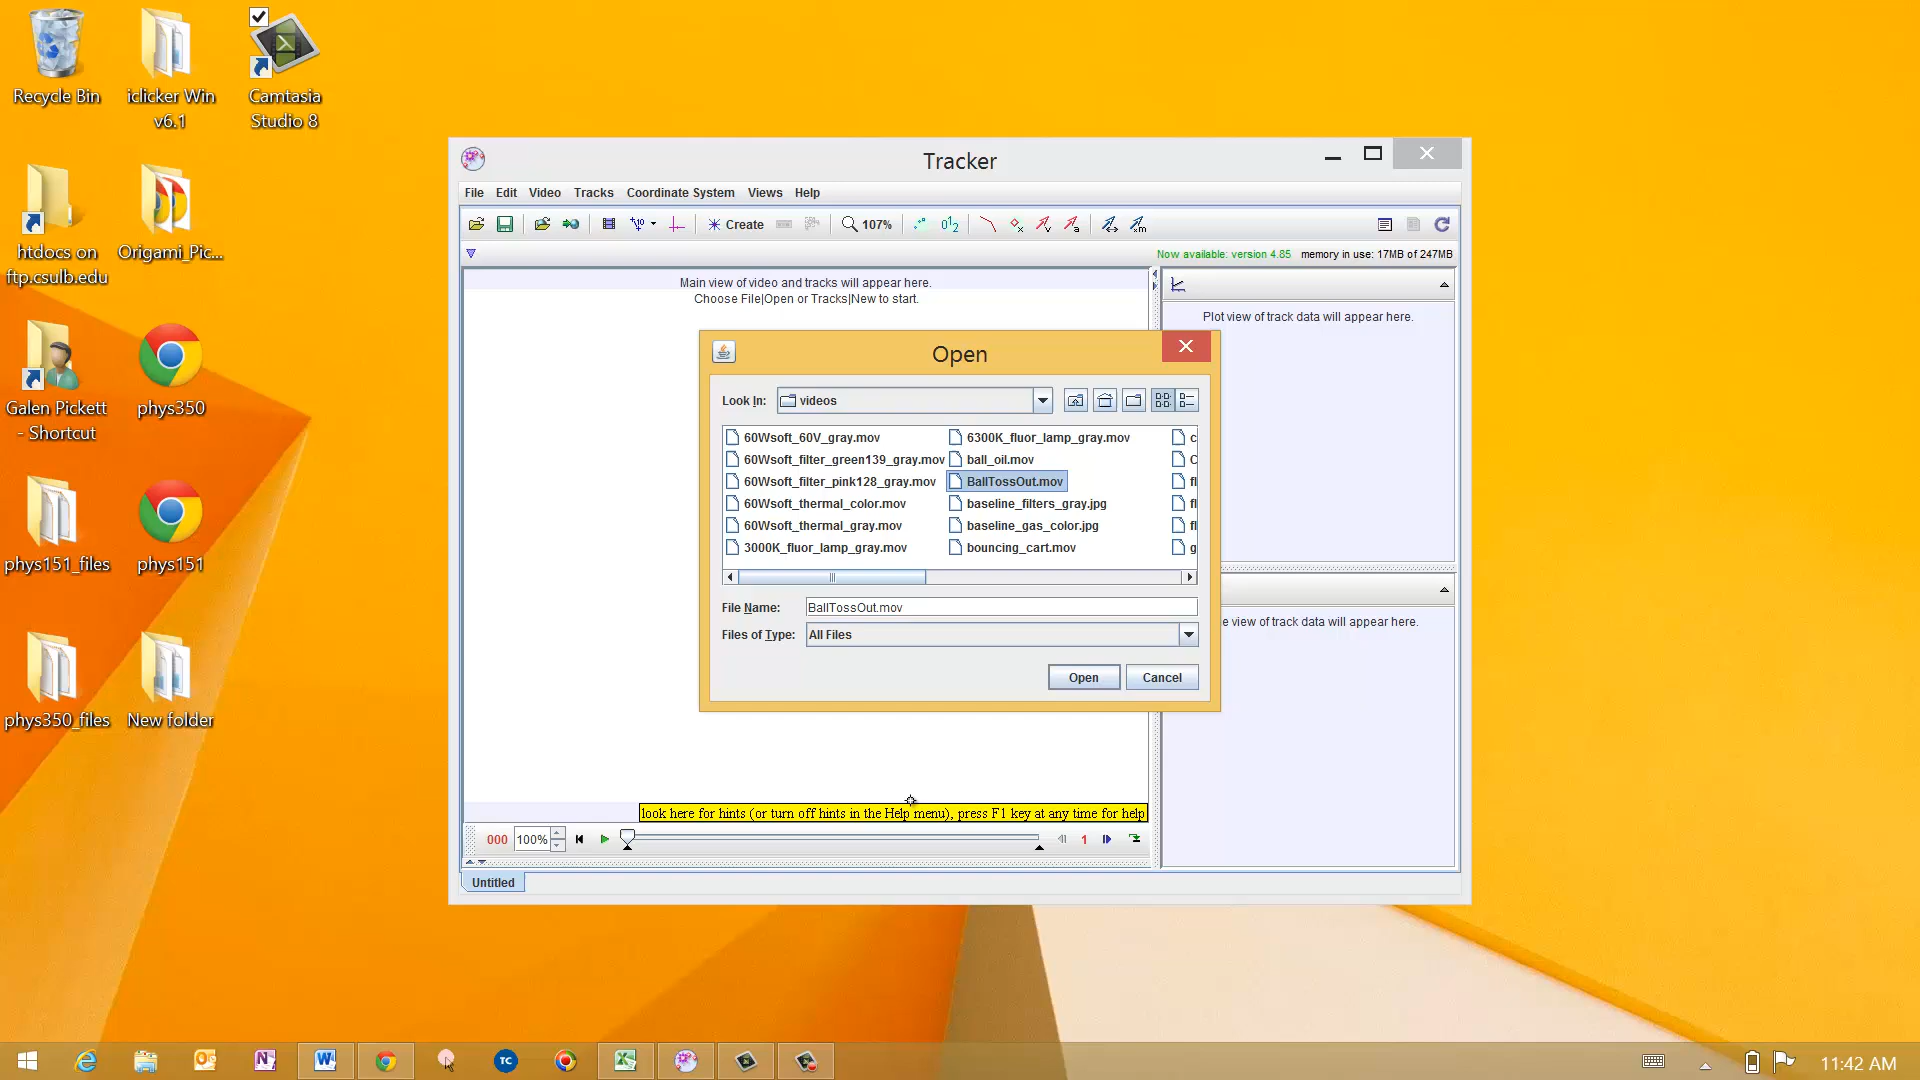 Recycle Bin
iclicker Win
v6.1
Camtasia
Studio 8
htdocs on
ftp.csulb.edu
Origami_Pic...
Galen Pickett
- Shortcut
phys350
phys151_files
phys151
phys350_files
New folder
Tracker
File Edit Video Tracks Coordinate System Views Help
Create 107%
Now available: version 4.85 memory in use: 17MB of 247MB
Main view of video and tracks will appear here.
Choose File|Open or Tracks|New to start.
Plot view of track data will appear here.
Open
Look In: videos
60Wsoft_60V_gray.mov
60Wsoft_filter_green139_gray.mov
60Wsoft_filter_pink128_gray.mov
60Wsoft_thermal_color.mov
60Wsoft_thermal_gray.mov
3000K_fluor_lamp_gray.mov
6300K_fluor_lamp_gray.mov
ball_oil.mov
BallTossOut.mov
baseline_filters_gray.jpg
baseline_gas_color.jpg
bouncing_cart.mov
File Name: BallTossOut.mov
Files of Type: All Files
Open Cancel
e view of track data will appear here.
look here for hints (or turn off hints in the Help menu), press F1 key at any time for help
000 100% 1
Untitled
11:42 AM